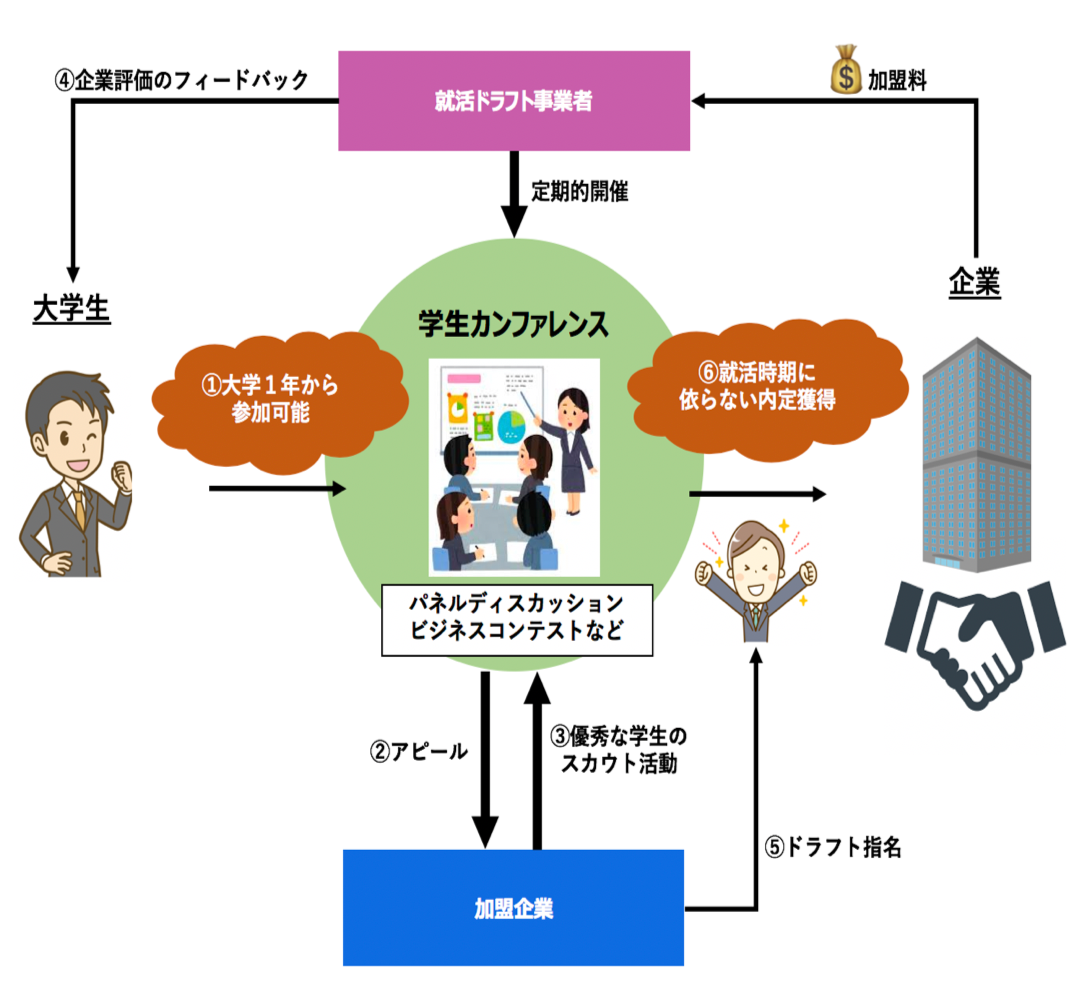 ④企業評価のフィードバック
就活ドラフト事業者
$
加盟料
定期的開催
大学生
企業
学生カンファレンス
①大学１年から
参加可能
⑥就活時期に
依らない内定獲得
パネルディスカッション
ビジネスコンテストなど
②アピール
③優秀な学生の
スカウト活動
⑤ドラフト指名
加盟企業